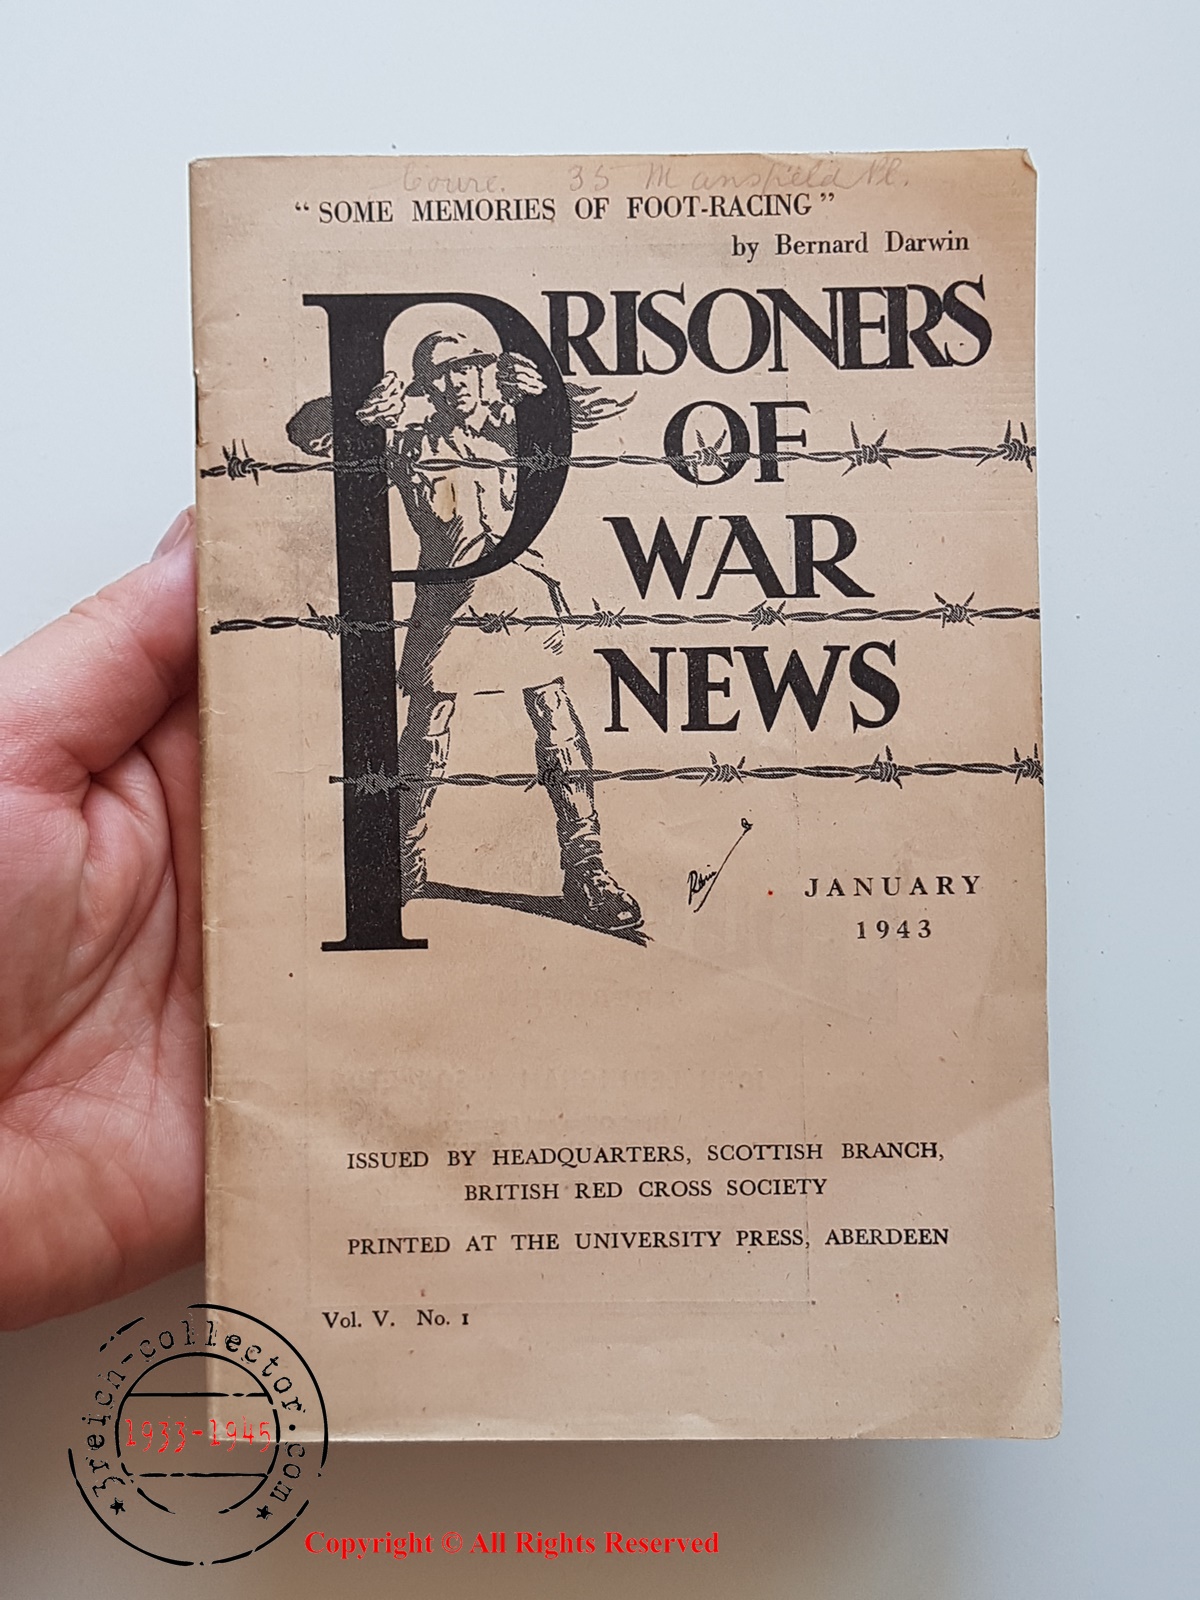 35 Mansfield Pl.
“SOME MEMORIES OF FOOT-RACING”
by Bernard Darwin
PRISONERS
OF
WAR
NEWS
JANUARY
1943
ISSUED BY HEADQUARTERS, SCOTTISH BRANCH,
BRITISH RED CROSS SOCIETY
PRINTED AT THE UNIVERSITY PRESS, ABERDEEN
Vol. V. No. 1
3reich-collector.com
1933-1945
Copyright © All Rights Reserved